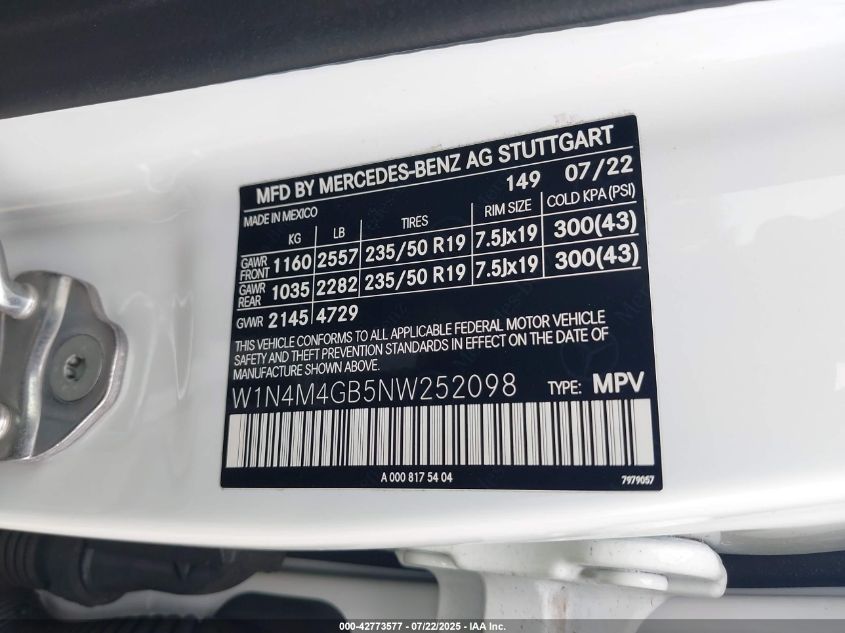 MFD BY MERCEDES-BENZ AG STUTTGART
149 07/22
MADE IN MEXICO
KG LB TIRES RIM SIZE COLD KPA (PSI)
GAWR FRONT 1160 2557 235/50 R19 7.5Jx19 300(43)
GAWR REAR 1035 2282 235/50 R19 7.5Jx19 300(43)
GVWR 2145 4729
THIS VEHICLE CONFORMS TO ALL APPLICABLE FEDERAL MOTOR VEHICLE
SAFETY AND THEFT PREVENTION STANDARDS IN EFFECT ON THE DATE OF
MANUFACTURE SHOWN ABOVE.
W1N4M4GB5NW252098 TYPE: MPV
A 000 817 54 04
7979057
000-42773577 - 07/22/2025 - © IAA Inc.